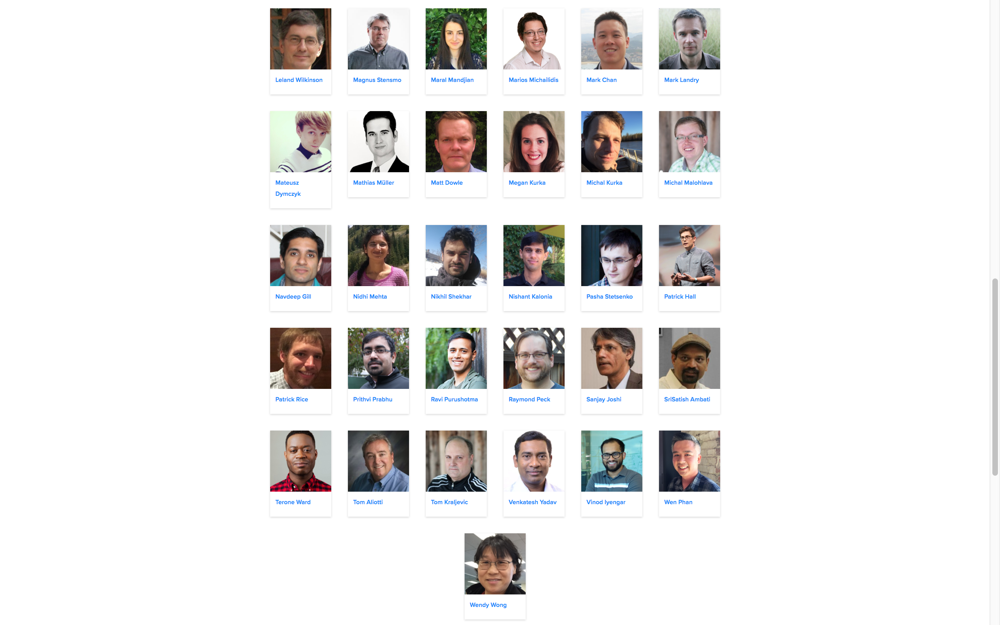 Leland Wilkinson
Magnus Stensmo
Maral Mandjian
Marios Michailidis
Mark Chan
Mark Landry
Mateusz
Dymczyk
Mathias Müller
Matt Dowle
Megan Kurka
Michal Kurka
Michal Malohlava
Navdeep Gill
Nidhi Mehta
Nikhil Shekhar
Nishant Kalonia
Pasha Stetsenko
Patrick Hall
Patrick Rice
Prithvi Prabhu
Ravi Purushotma
Raymond Peck
Sanjay Joshi
SriSatish Ambati
Terone Ward
Tom Aliotti
Tom Kraljevic
Venkatesh Yadav
Vinod Iyengar
Wen Phan
Wendy Wong